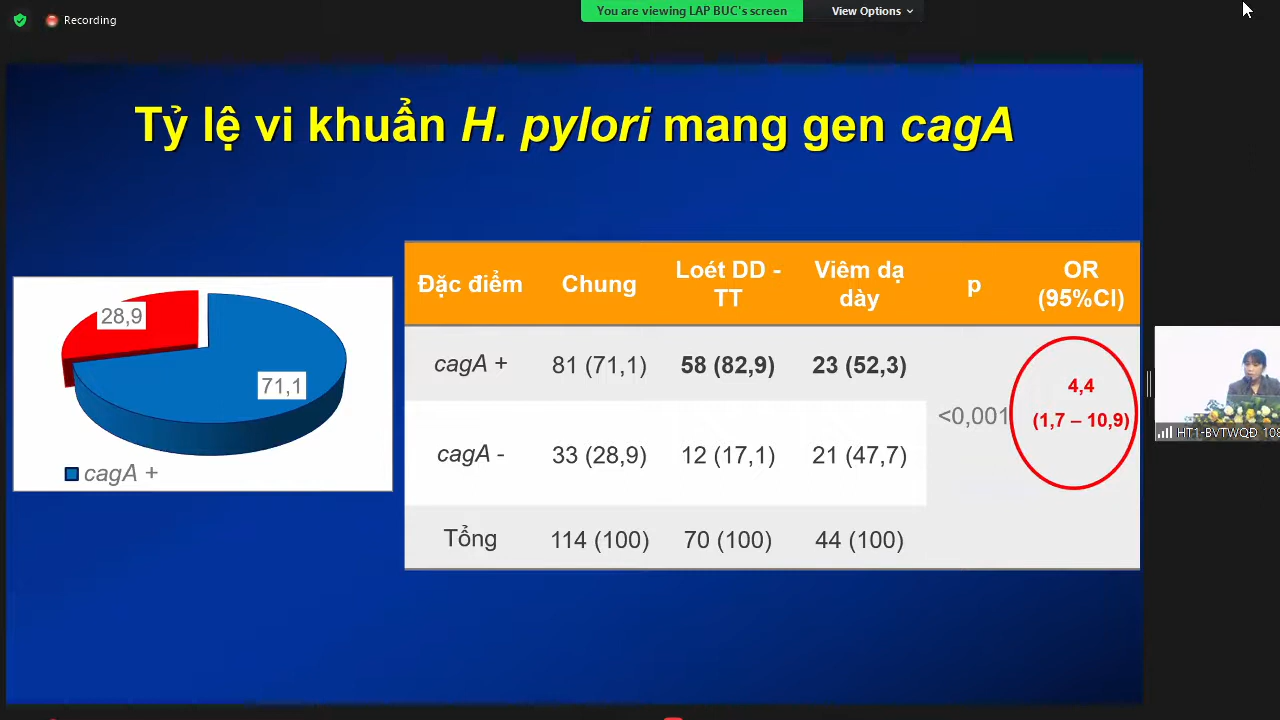 Recording
You are viewing LAP BUC's screen
View Options
Tỷ lệ vi khuẩn H. pylori mang gen cagA
28,9
71,1
cagA +
Đặc điểm Chung Loét DD - TT Viêm dạ dày p OR (95%CI)
cagA + 81 (71,1) 58 (82,9) 23 (52,3) <0,001 4,4 (1,7 – 10,9)
cagA - 33 (28,9) 12 (17,1) 21 (47,7)
Tổng 114 (100) 70 (100) 44 (100)
HT1-BVTWQĐ 108